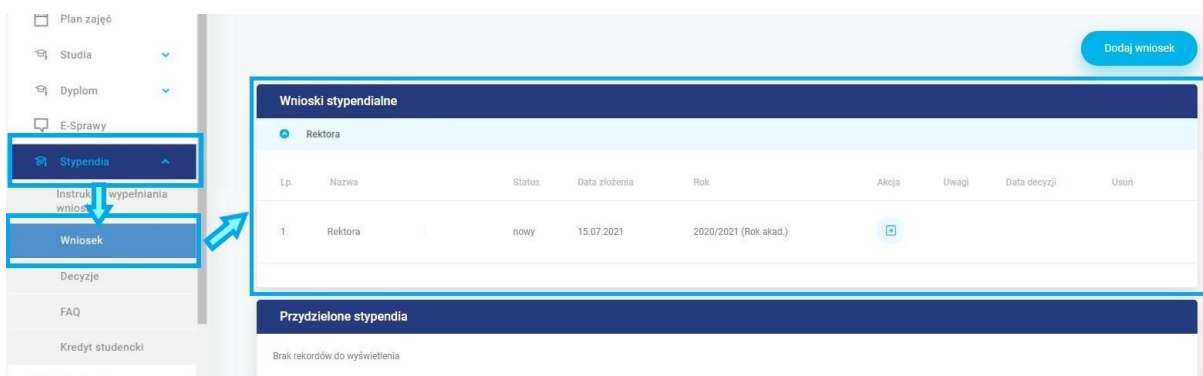 Plan zajęć
Studia
Dyplom
E-Sprawy
Stypendia
wypełniania
Wniosek
Decyzje
FAQ
Kredyt studencki
Dodaj wniosek
Wnioski stypendialne
Rektora
Lp. Nazwa Status Data złożenia Rok Akcja Uwagi Data decyzji Usuń
1 Rektora nowy 15.07.2021 2020/2021 (Rok akad.)
Przydzielone stypendia
Brak rekordów do wyświetlenia